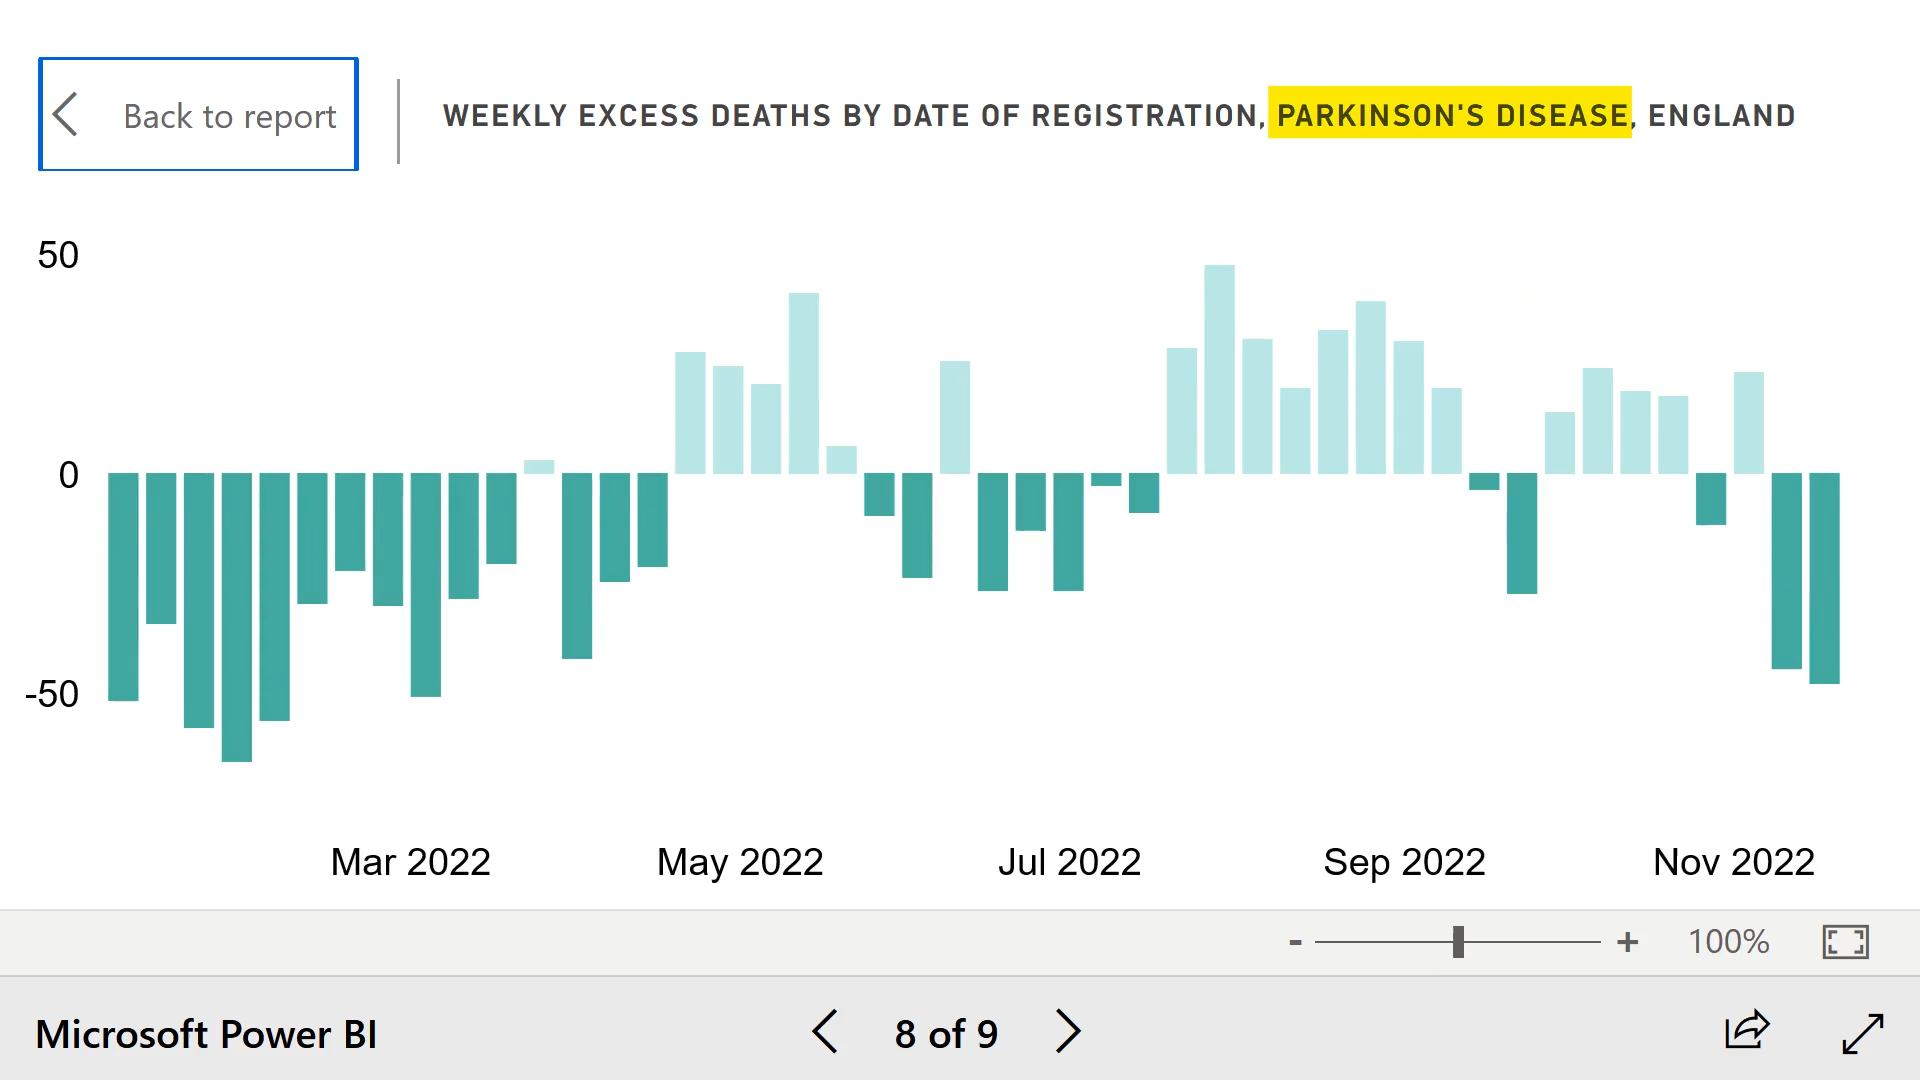 Back to report
WEEKLY EXCESS DEATHS BY DATE OF REGISTRATION, PARKINSON'S DISEASE, ENGLAND
50
0
-50
Mar 2022 May 2022 Jul 2022 Sep 2022 Nov 2022
- + 100%
Microsoft Power BI 8 of 9